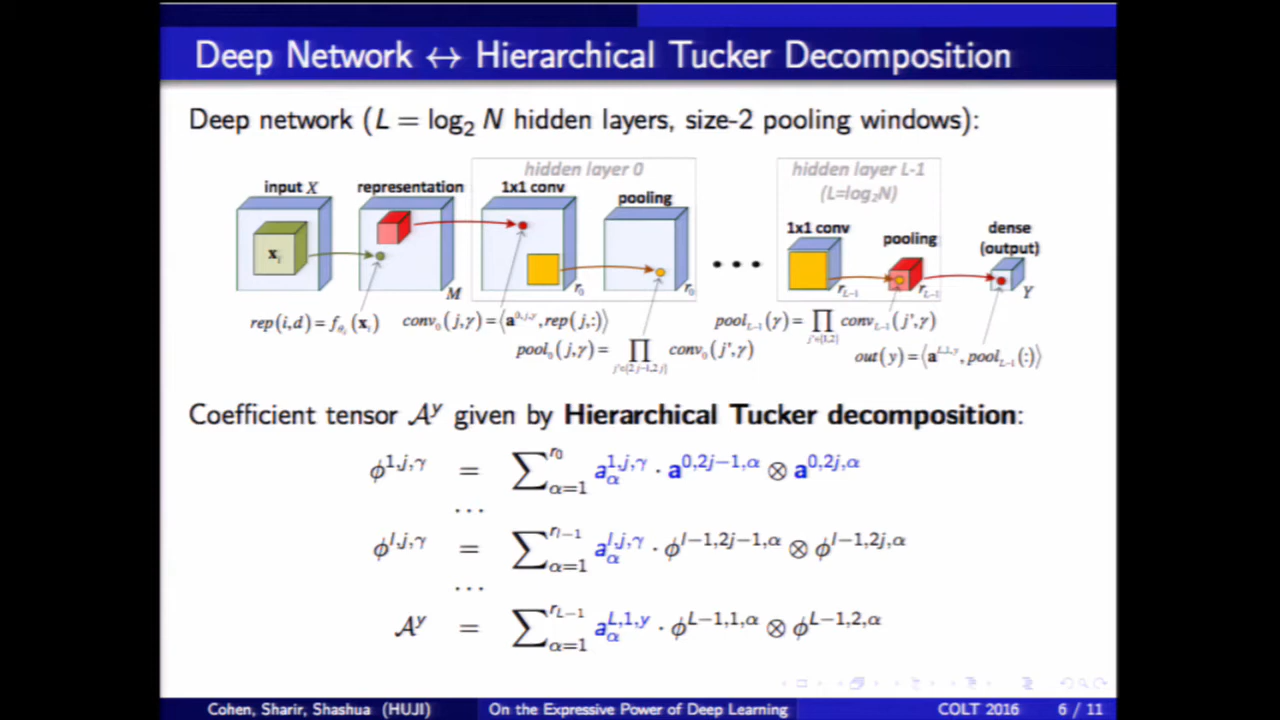 Deep Network ↔ Hierarchical Tucker Decomposition
Deep network (L = log₂ N hidden layers, size-2 pooling windows):
hidden layer 0
hidden layer L-1
(L=log₂N)
input X
representation
1x1 conv
pooling
1x1 conv
pooling
dense
(output)
xᵢ
M
r₀
r₀
r_{L-1}
r_{L-1}
Y
rep(i,d) = f_{θ_d}(xᵢ)
conv₀(j,γ) = ⟨a^{0,j,γ}, rep(j,:)⟩
pool₀(j,γ) = ∏_{j'∈{2j-1,2j}} conv₀(j',γ)
pool_{L-1}(γ) = ∏_{j'∈{1,2}} conv_{L-1}(j',γ)
out(y) = ⟨a^{L,1,y}, pool_{L-1}(:)⟩
Coefficient tensor 𝒜^y given by Hierarchical Tucker decomposition:
ϕ^{1,j,γ} = ∑_{α=1}^{r₀} a_α^{1,j,γ} · a^{0,2j−1,α} ⊗ a^{0,2j,α}
···
ϕ^{l,j,γ} = ∑_{α=1}^{r_{l−1}} a_α^{l,j,γ} · ϕ^{l−1,2j−1,α} ⊗ ϕ^{l−1,2j,α}
···
𝒜^y = ∑_{α=1}^{r_{L−1}} a_α^{L,1,y} · ϕ^{L−1,1,α} ⊗ ϕ^{L−1,2,α}
Cohen, Sharir, Shashua (HUJI) On the Expressive Power of Deep Learning COLT 2016 6 / 11